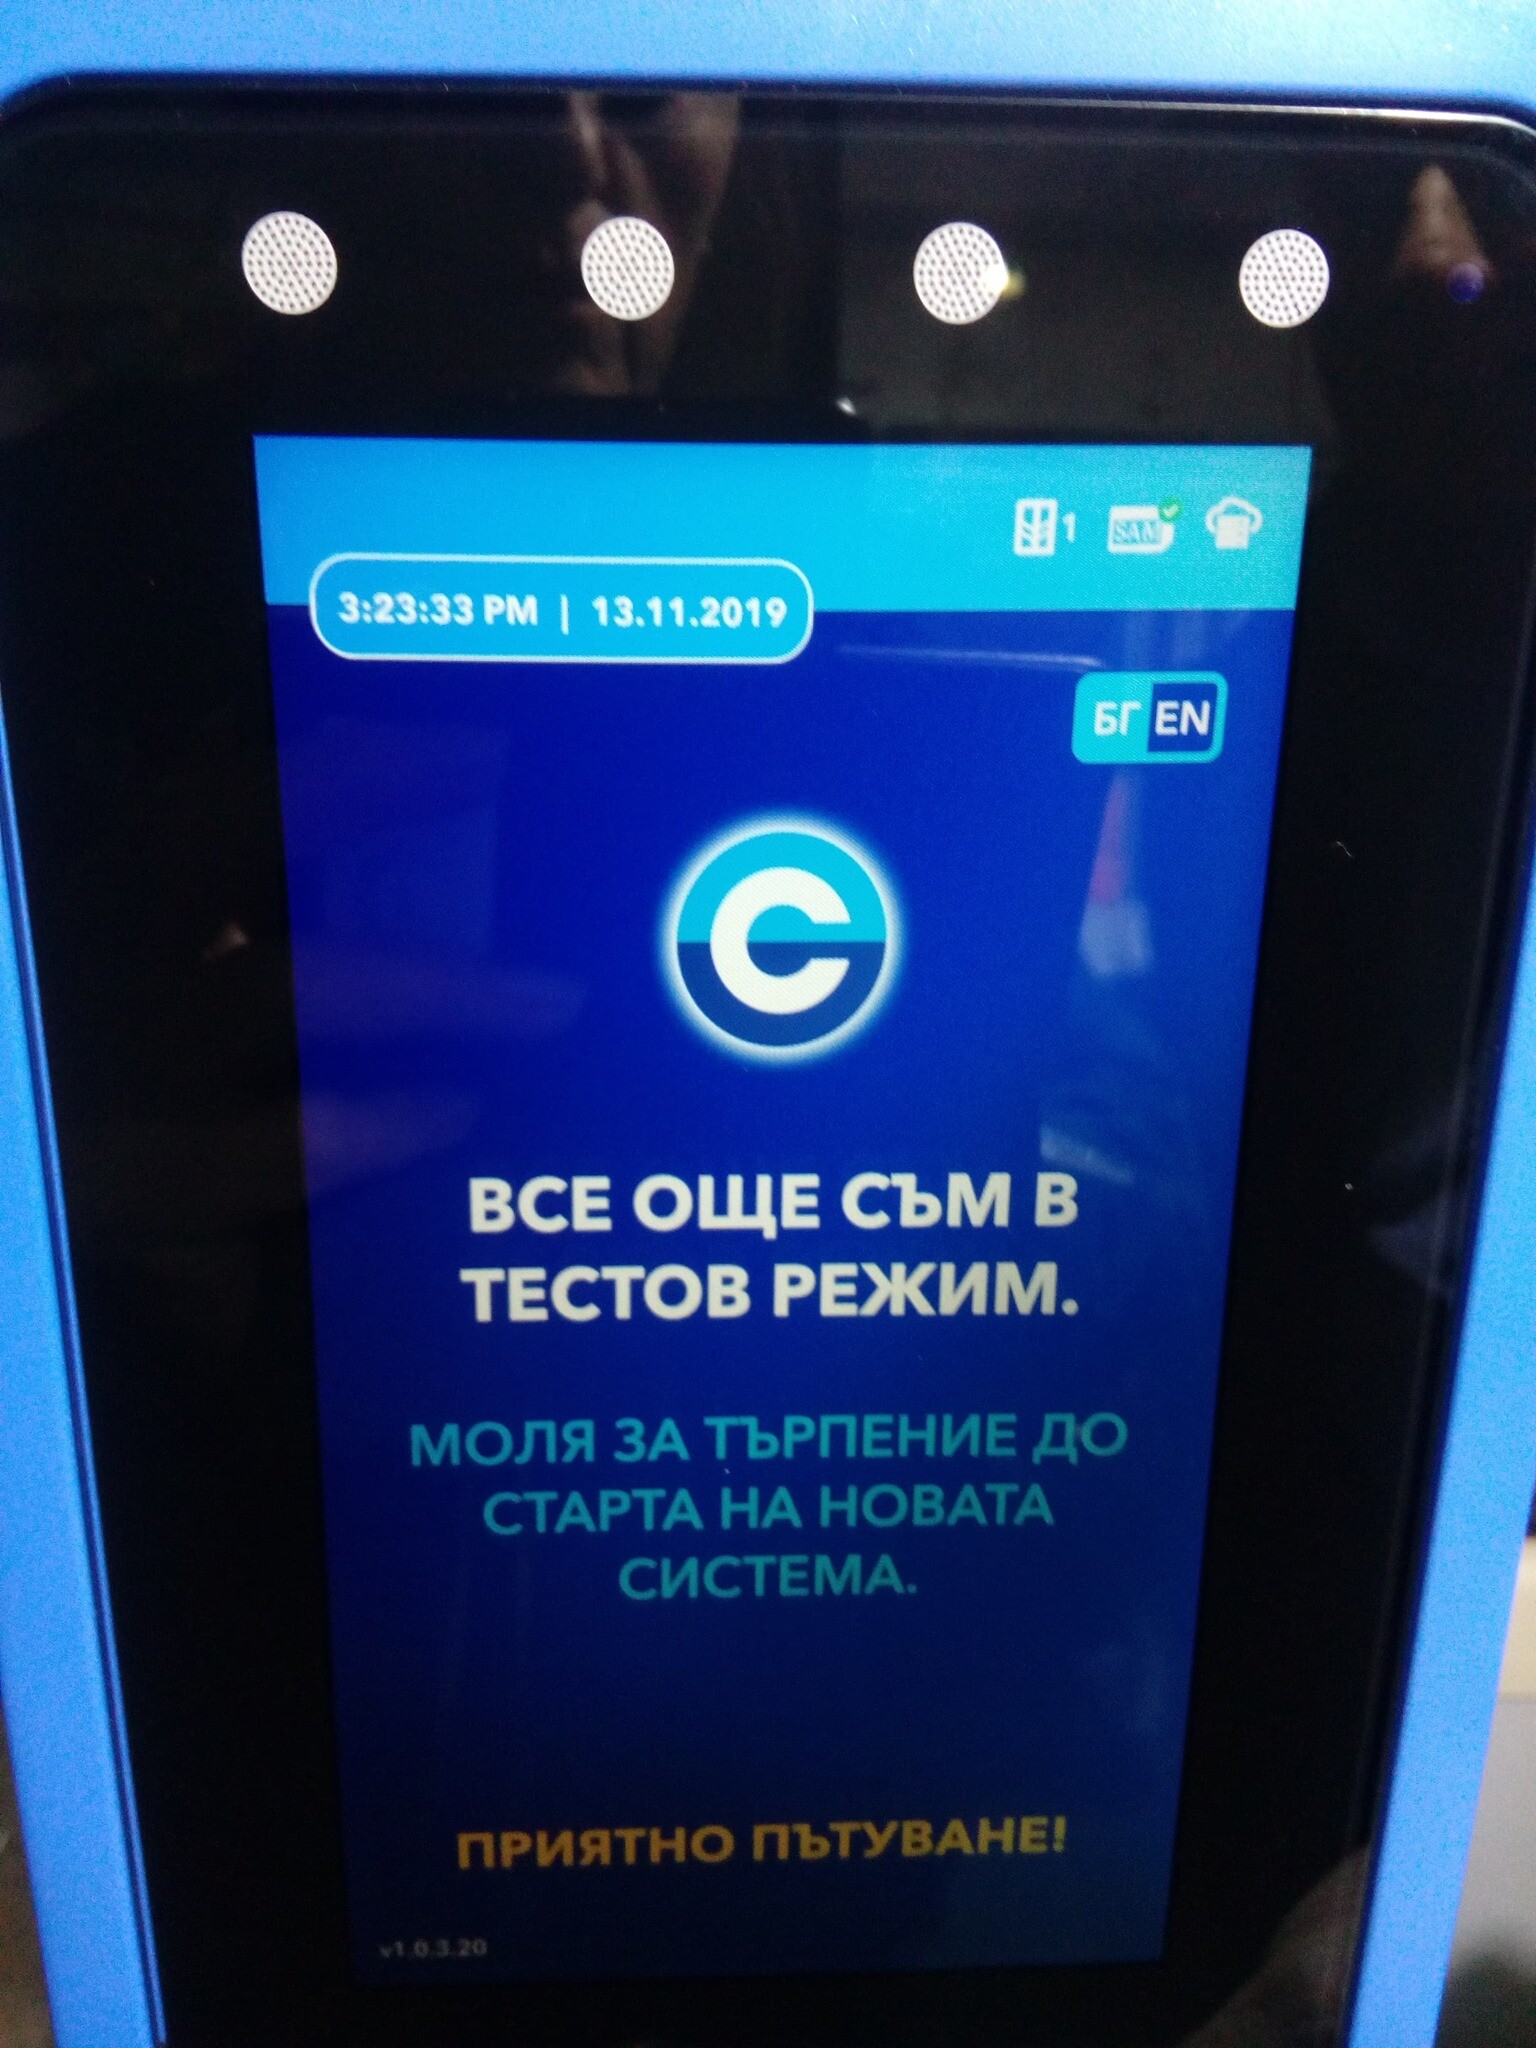 1 SAM
3:23:33 PM | 13.11.2019
БГ EN
C
ВСЕ ОЩЕ СЪМ В
ТЕСТОВ РЕЖИМ.
МОЛЯ ЗА ТЪРПЕНИЕ ДО
СТАРТА НА НОВАТА
СИСТЕМА.
ПРИЯТНО ПЪТУВАНЕ!
v1.0.3.20